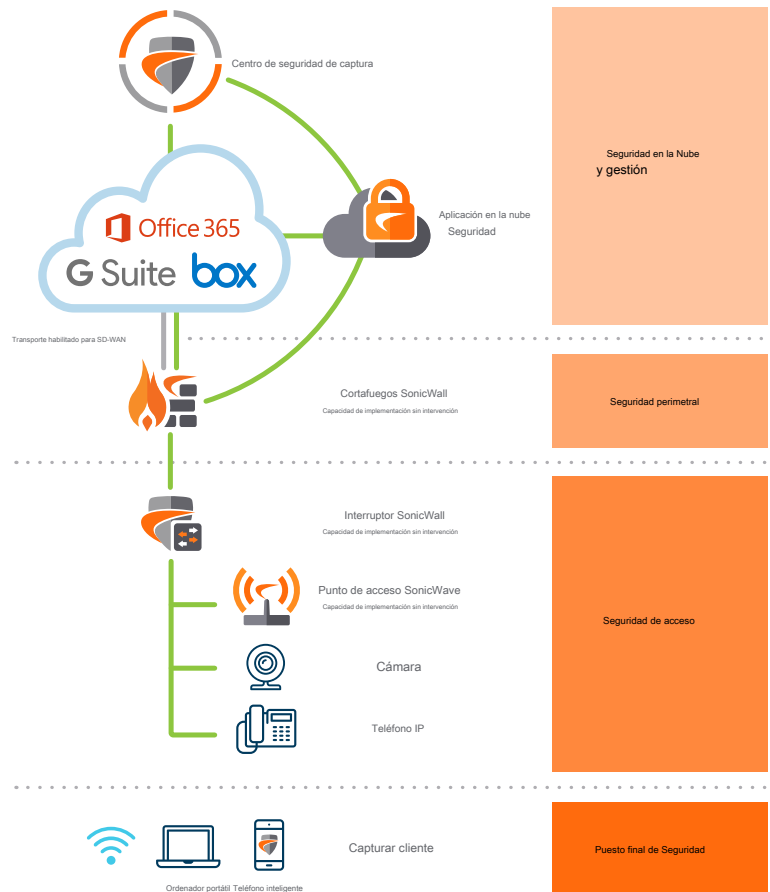 Centro de seguridad de captura
Seguridad en la Nube
y gestión
Office 365
G Suite box
Aplicación en la nube
Seguridad
Transporte habilitado para SD-WAN
Cortafuegos SonicWall
Capacidad de implementación sin intervención
Seguridad perimetral
Interruptor SonicWall
Capacidad de implementación sin intervención
Punto de acceso SonicWave
Capacidad de implementación sin intervención
Seguridad de acceso
Cámara
Teléfono IP
Capturar cliente
Puesto final de Seguridad
Ordenador portátil Teléfono inteligente